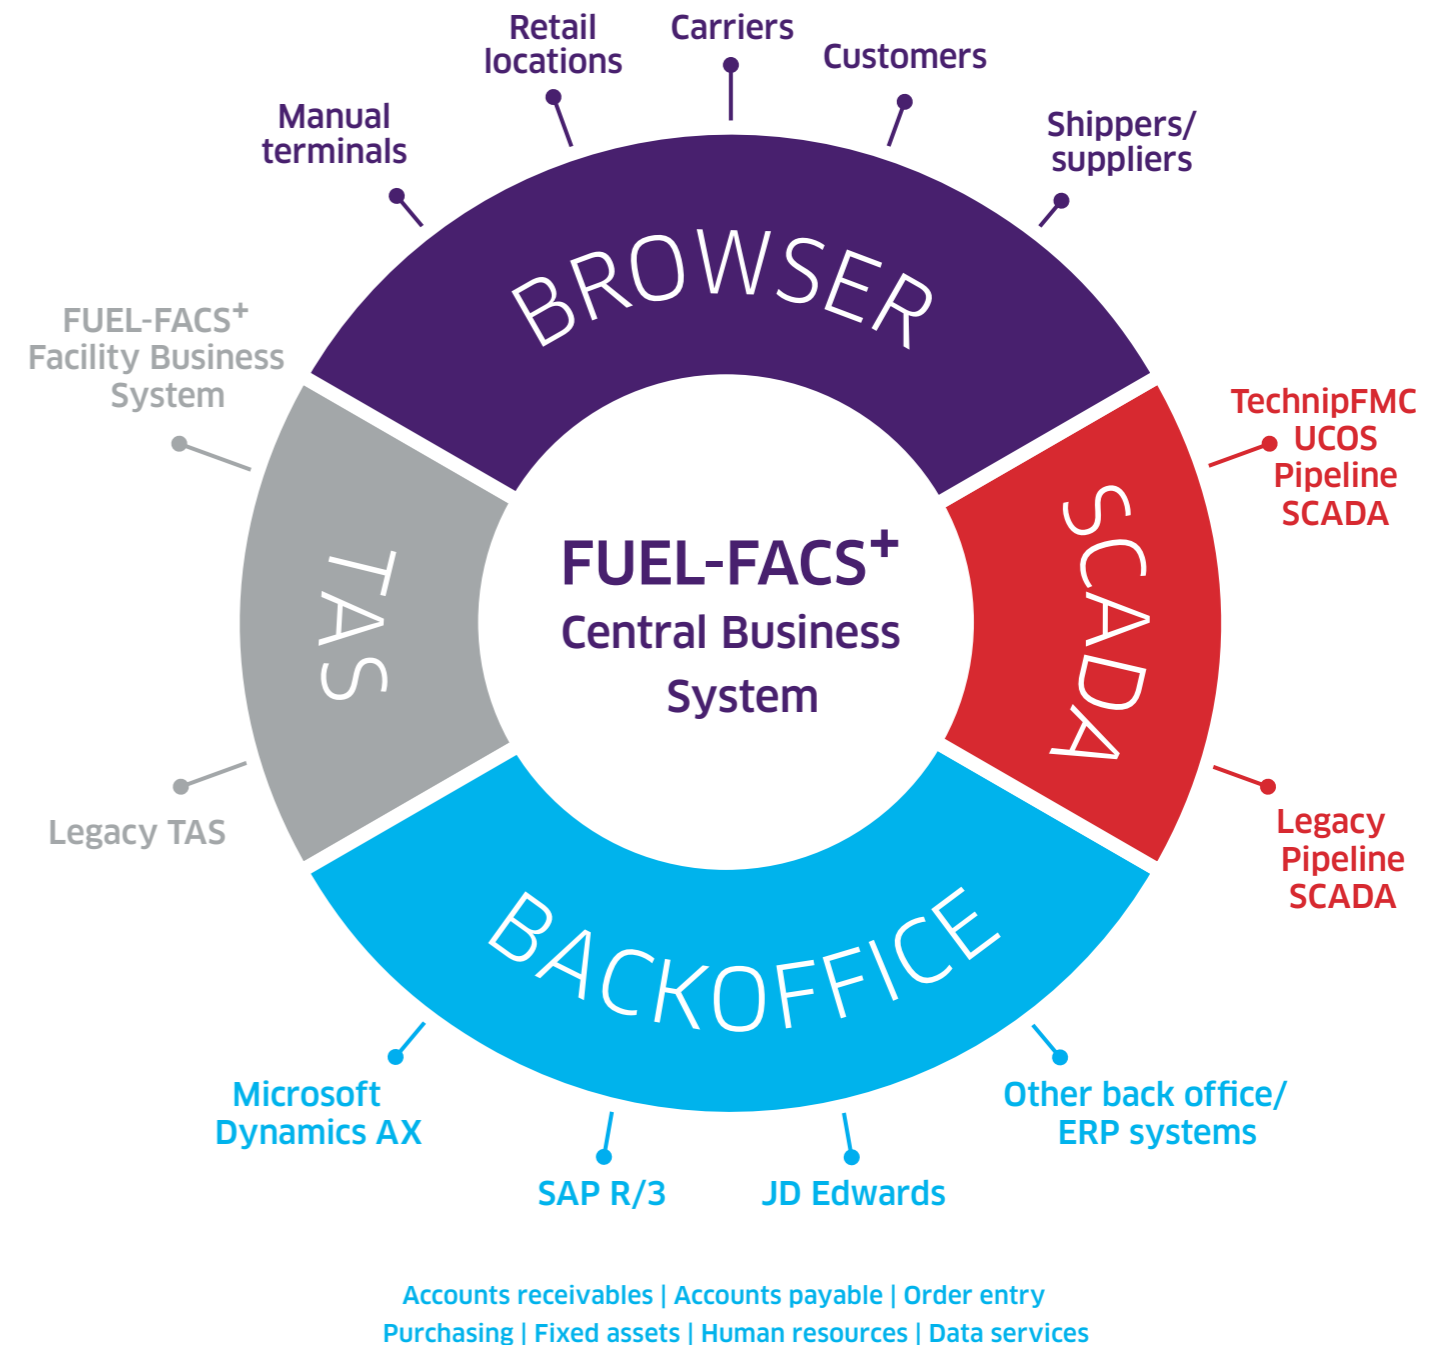 Retail
locations
Carriers
Customers
Manual
terminals
Shippers/
suppliers
BROWSER
FUEL-FACS⁺
Facility Business
System
TechnipFMC
UCOS
Pipeline
SCADA
TAS
SCADA
FUEL-FACS⁺
Central Business
System
Legacy TAS
Legacy
Pipeline
SCADA
BACKOFFICE
Microsoft
Dynamics AX
SAP R/3
JD Edwards
Other back office/
ERP systems
Accounts receivables | Accounts payable | Order entry
Purchasing | Fixed assets | Human resources | Data services